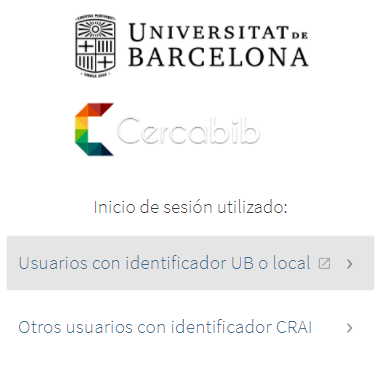 UNIVERSITAT DE
BARCELONA
Cercabib
Inicio de sesión utilizado:
Usuarios con identificador UB o local
Otros usuarios con identificador CRAI